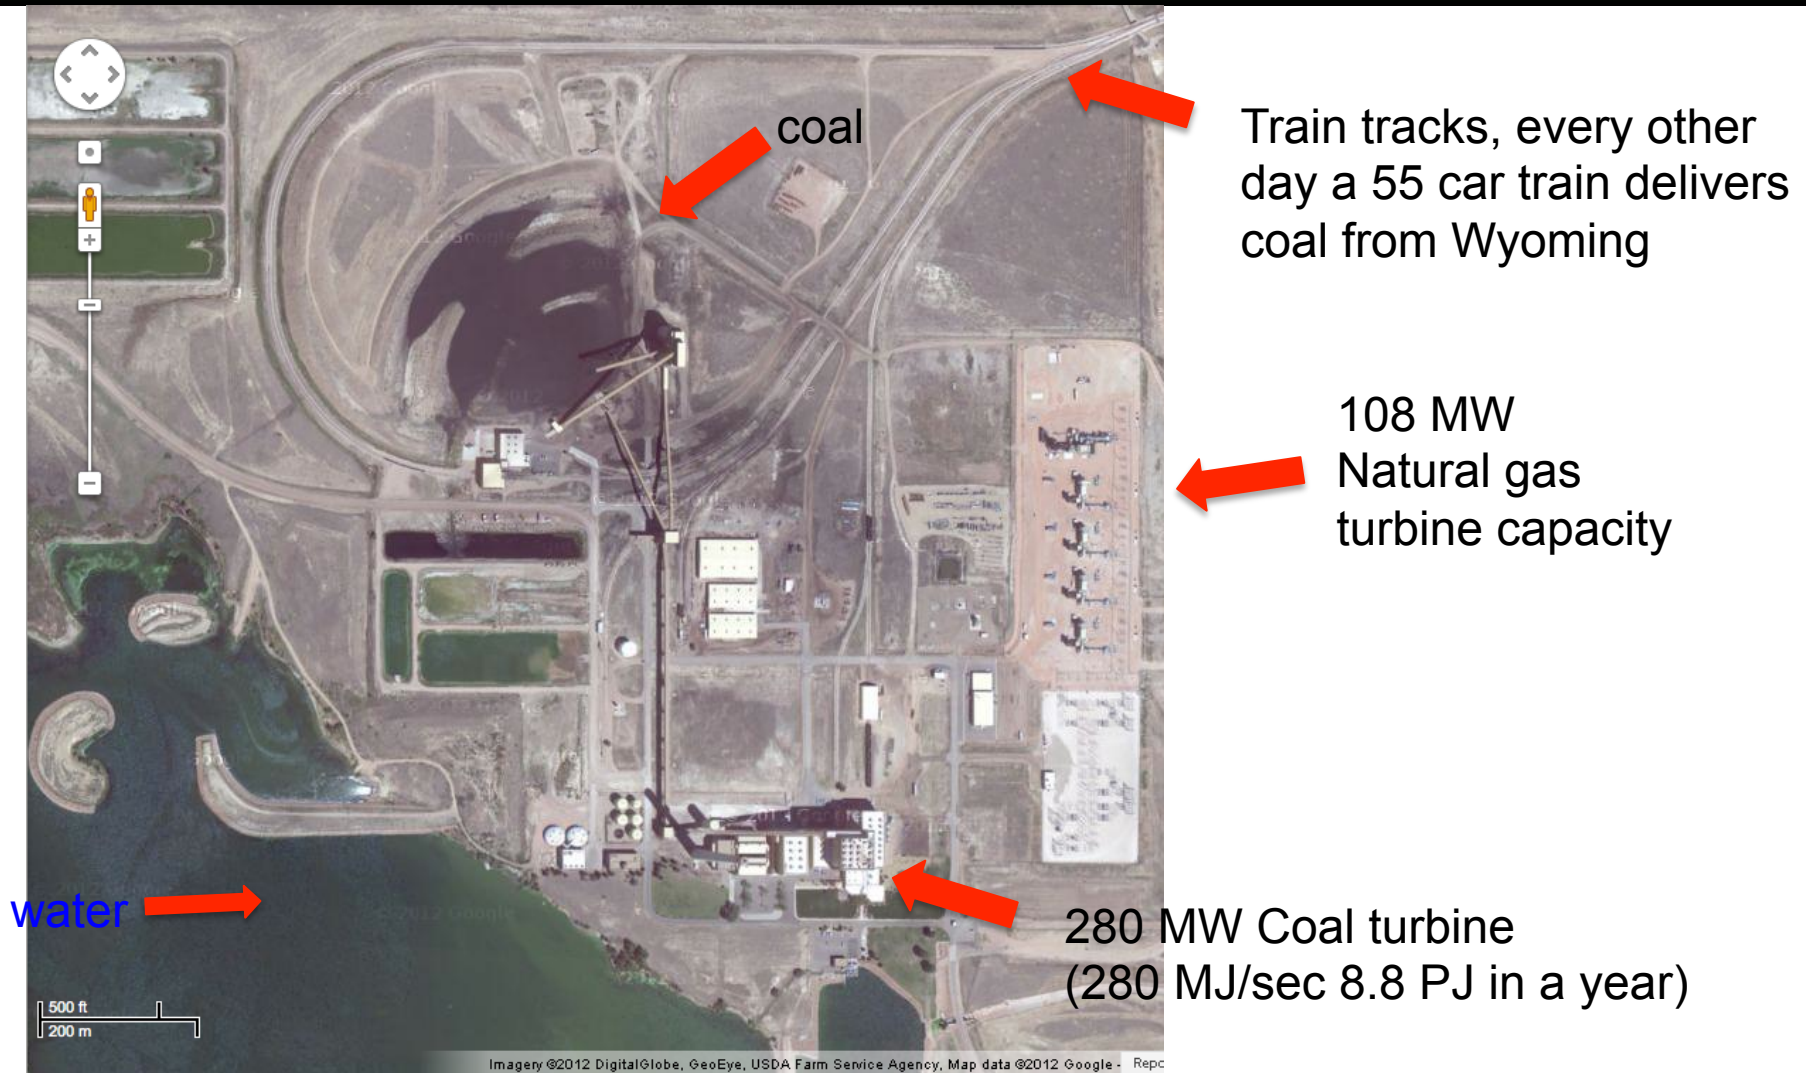 coal
Train tracks, every other
day a 55 car train delivers
coal from Wyoming
108 MW
Natural gas
turbine capacity
water
280 MW Coal turbine
(280 MJ/sec 8.8 PJ in a year)
500 ft
200 m
Imagery ©2012 DigitalGlobe, GeoEye, USDA Farm Service Agency, Map data ©2012 Google -